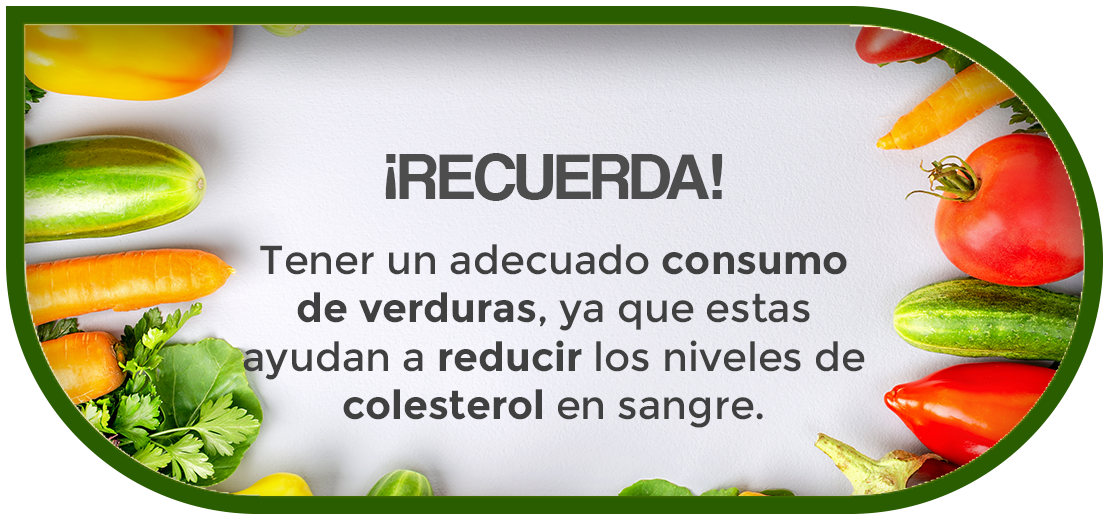 ¡RECUERDA!
Tener un adecuado consumo
de verduras, ya que estas
ayudan a reducir los niveles de
colesterol en sangre.